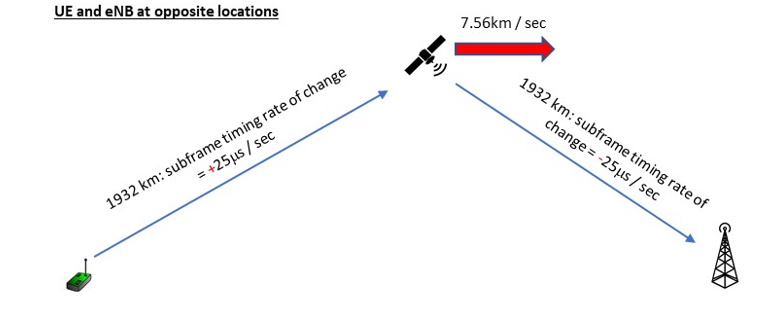 UE and eNB at opposite locations
7.56km / sec
1932 km: subframe timing rate of change
= +25µs / sec
1932 km: subframe timing rate of
change = -25µs / sec